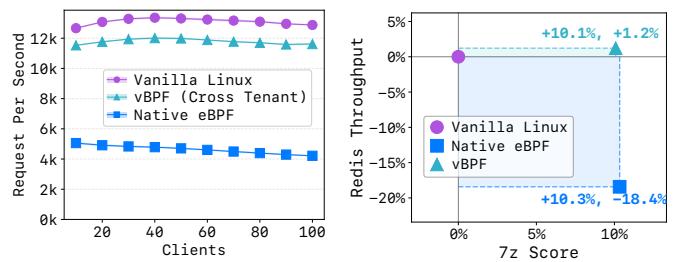 Request Per Second
12k
10k
8k
6k
4k
2k
0k
Vanilla Linux
vBPF (Cross Tenant)
Native eBPF
20
40
60
80
100
Clients
Redis Throughput
5%
0%
−5%
−10%
−15%
−20%
+10.1%, +1.2%
Vanilla Linux
Native eBPF
vBPF
+10.3%, −18.4%
0%
5%
10%
7z Score